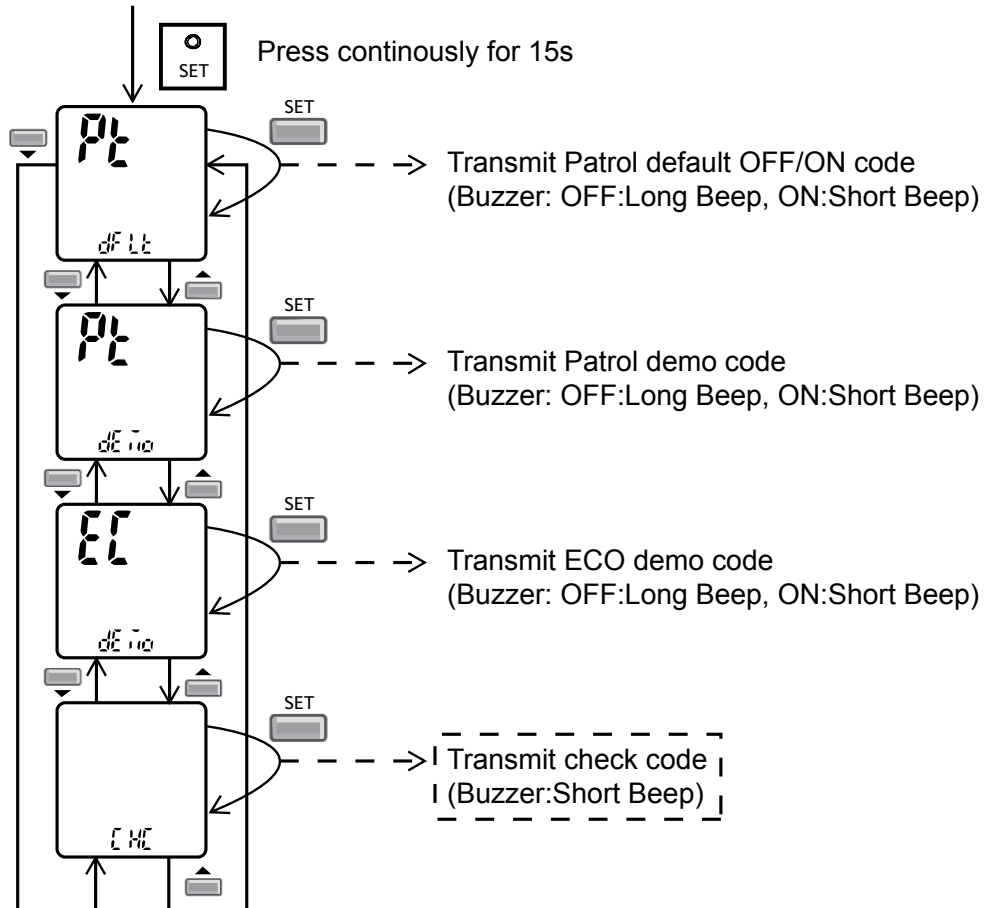 SET
Press continously for 15s
Pt
dFLt
SET
Transmit Patrol default OFF/ON code
(Buzzer: OFF:Long Beep, ON:Short Beep)
Pt
dEmo
SET
Transmit Patrol demo code
(Buzzer: OFF:Long Beep, ON:Short Beep)
EC
dEmo
SET
Transmit ECO demo code
(Buzzer: OFF:Long Beep, ON:Short Beep)
CHC
SET
Transmit check code
(Buzzer:Short Beep)